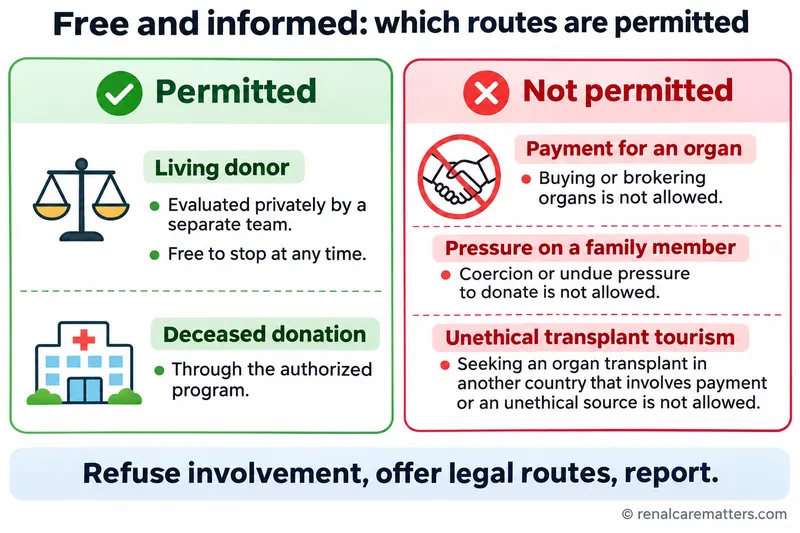 Free and informed: which routes are permitted
Permitted
Living donor
● Evaluated privately by a
separate team.
● Free to stop at any time.
Deceased donation
● Through the authorized
program.
Not permitted
Payment for an organ
● Buying or brokering
organs is not allowed.
Pressure on a family member
● Coercion or undue pressure
to donate is not allowed.
Unethical transplant tourism
● Seeking an organ transplant in
another country that involves payment
or an unethical source is not allowed.
Refuse involvement, offer legal routes, report.
© renalcarematters.com